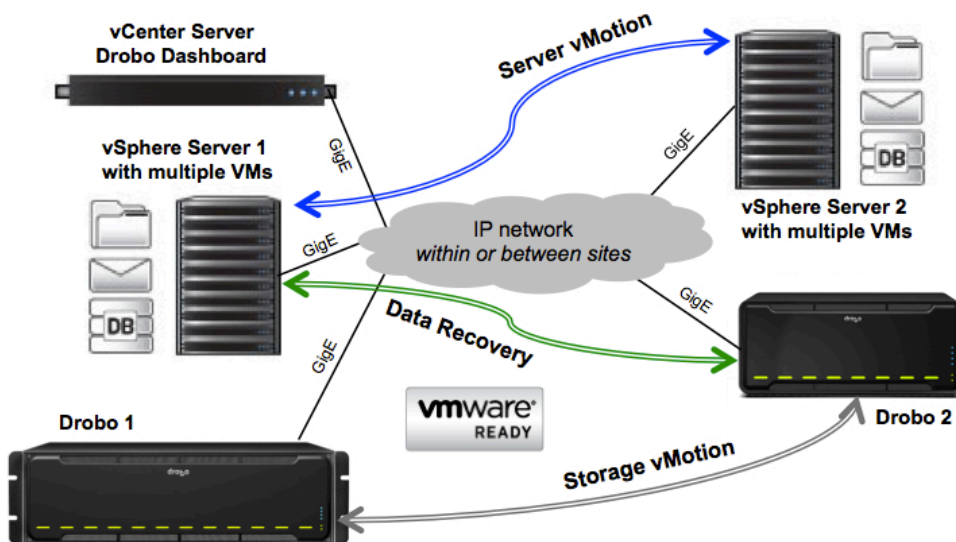 vCenter Server
Drobo Dashboard
GigE
Server vMotion
vSphere Server 1
with multiple VMs
DB
GigE
GigE
DB
vSphere Server 2
with multiple VMs
IP network
within or between sites
GigE
Data Recovery
GigE
vmware®
READY
Drobo 1
drobo
drobo
Drobo 2
Storage vMotion